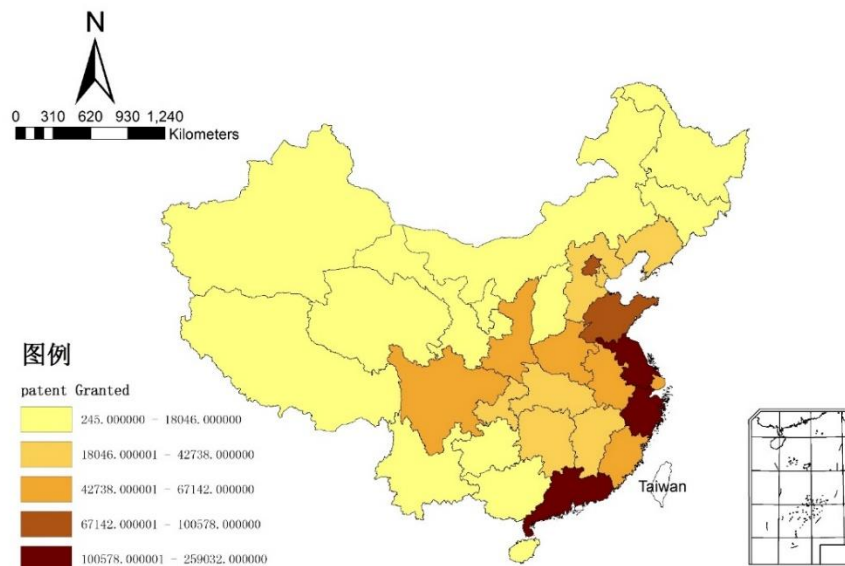 N
0 310 620 930 1,240
Kilometers
Taiwan
图例
patent Granted
245.000000 - 18046.000000
18046.000001 - 42738.000000
42738.000001 - 67142.000000
67142.000001 - 100578.000000
100578.000001 - 259032.000000